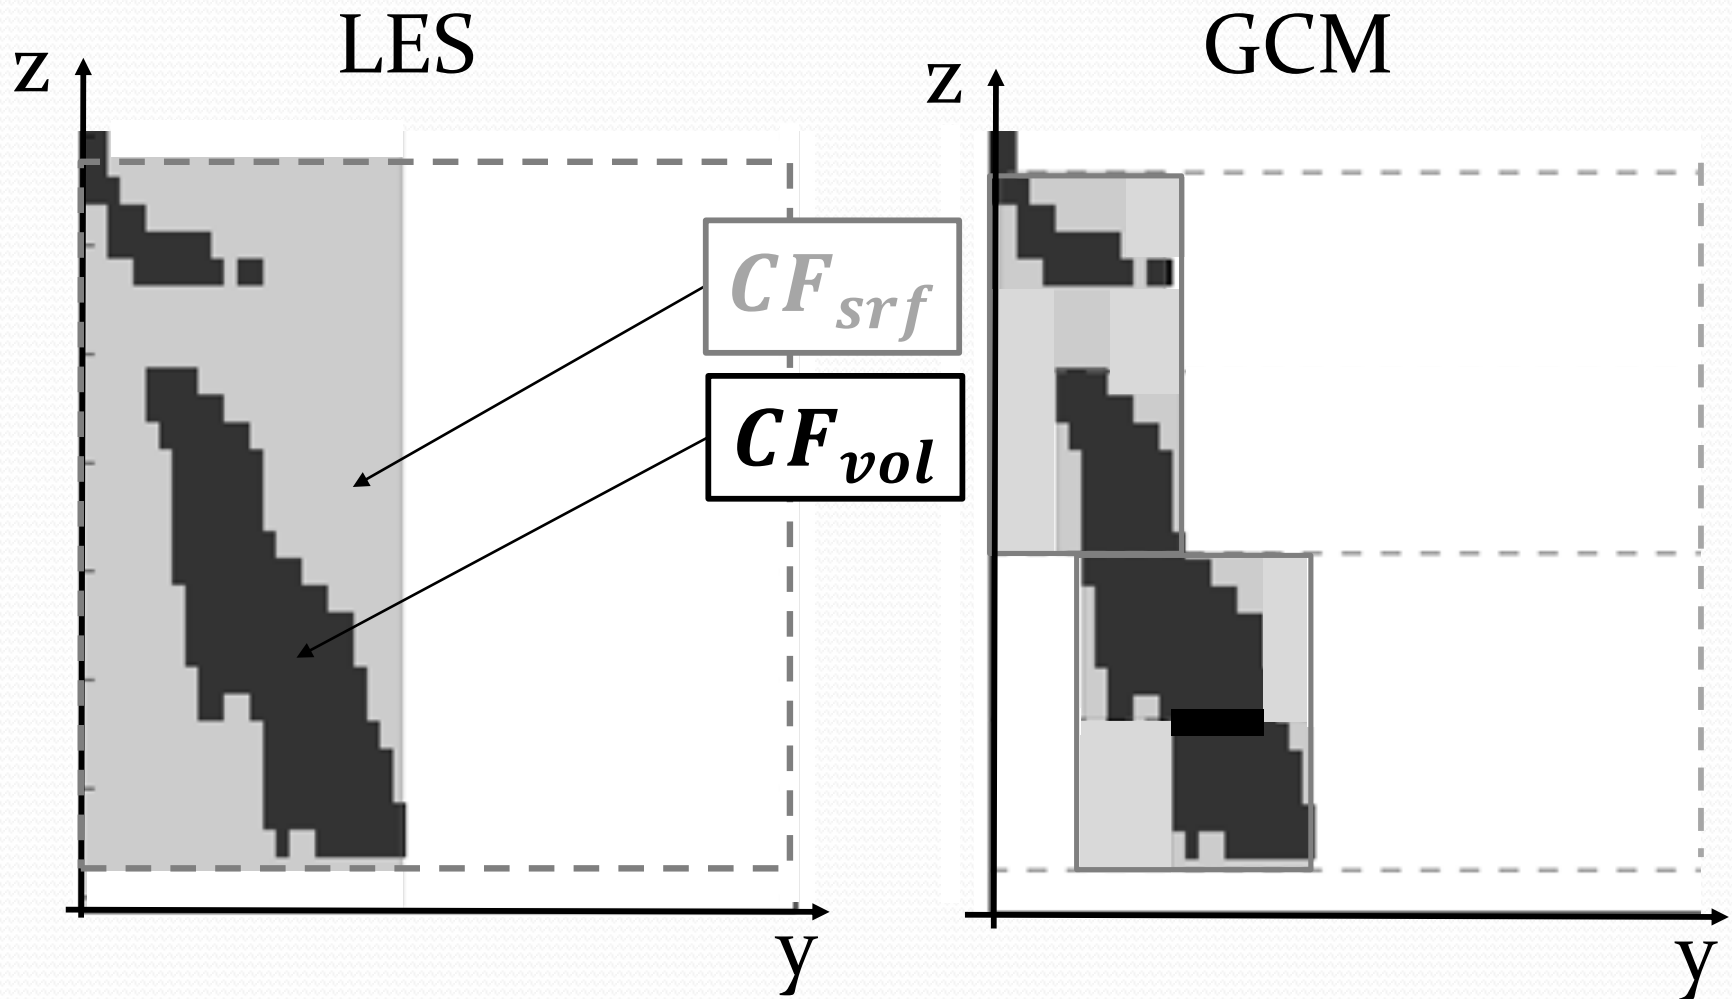 LES
GCM
z
z
CF_srf
CF_vol
y
y